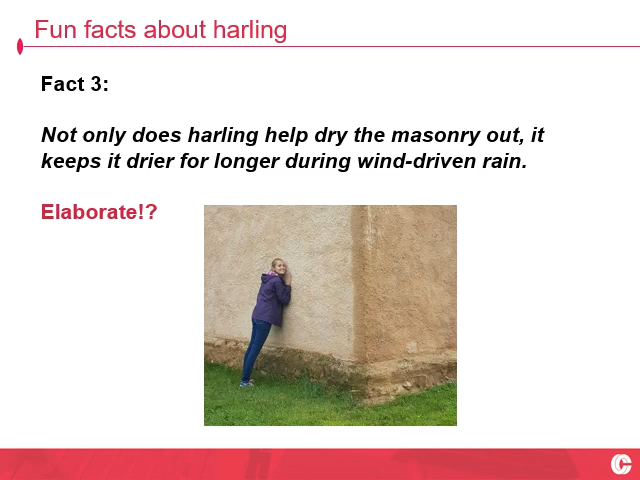 Fun facts about harling
Fact 3:
Not only does harling help dry the masonry out, it
keeps it drier for longer during wind-driven rain.
Elaborate!?